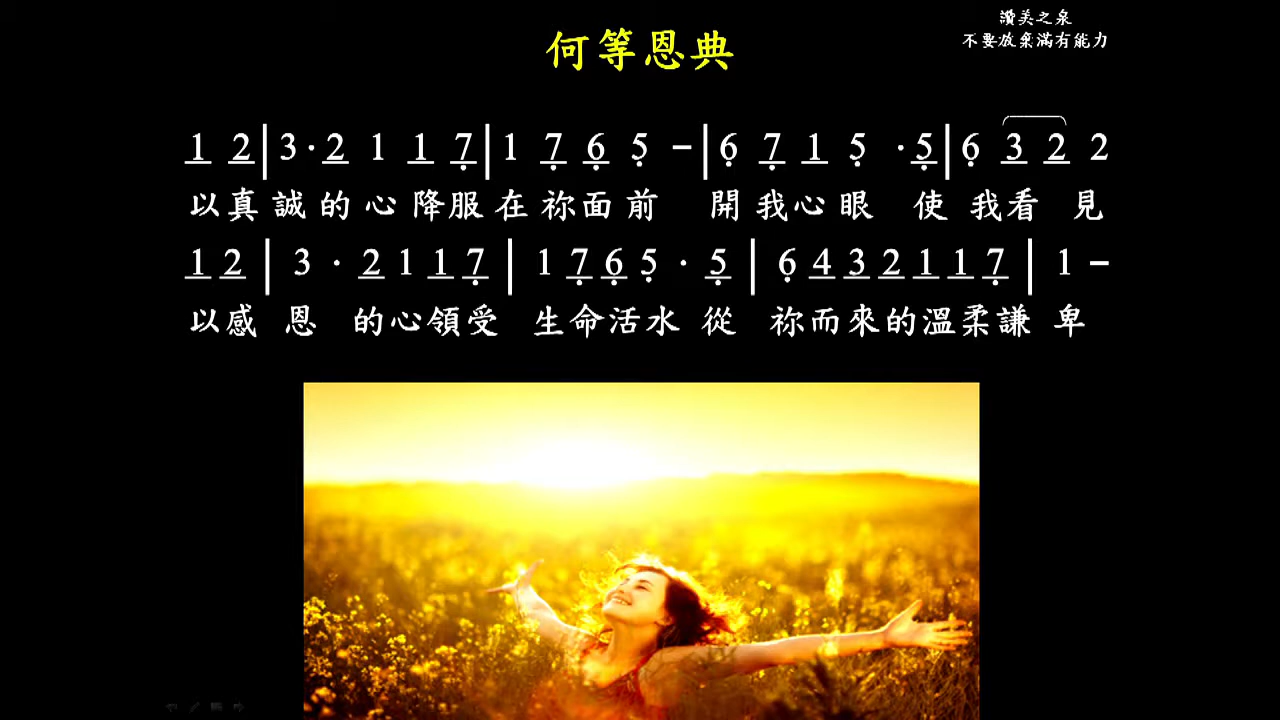 讚美之泉
不要放棄滿有能力
何等恩典
1 2|3·2 1 1 7|1 7 6 5 -|6 7 1 5 ·5|6 3 2 2
以真誠的心降服在祢面前 開我心眼 使我看見
1 2|3·2 1 1 7|1 7 6 5·5|6 4 3 2 1 1 7|1 -
以感恩 的心領受 生命活水 從 祢而來的溫柔謙卑